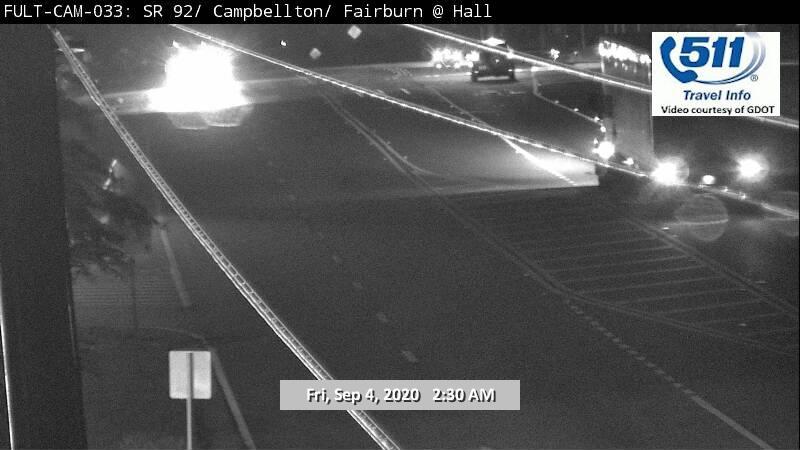 FULT-CAM-033: SR 92/ Campbellton/ Fairburn @ Hall
511
®
Travel Info
Video courtesy of GDOT
Fri, Sep 4, 2020 2:30 AM